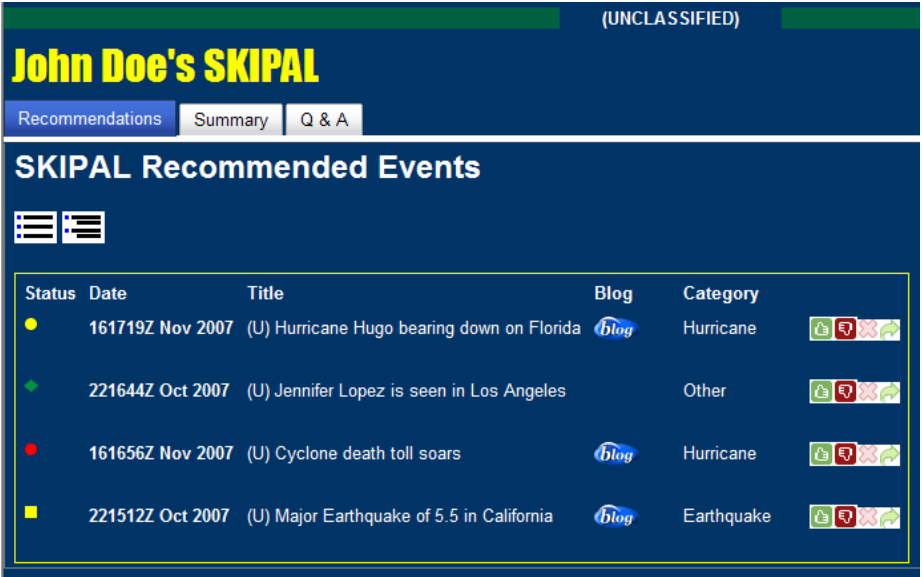 (UNCLASSIFIED)
John Doe's SKIPAL
Recommendations Summary Q & A
SKIPAL Recommended Events
Status Date Title Blog Category
161719Z Nov 2007 (U) Hurricane Hugo bearing down on Florida blog Hurricane
221644Z Oct 2007 (U) Jennifer Lopez is seen in Los Angeles Other
161656Z Nov 2007 (U) Cyclone death toll soars blog Hurricane
221512Z Oct 2007 (U) Major Earthquake of 5.5 in California blog Earthquake